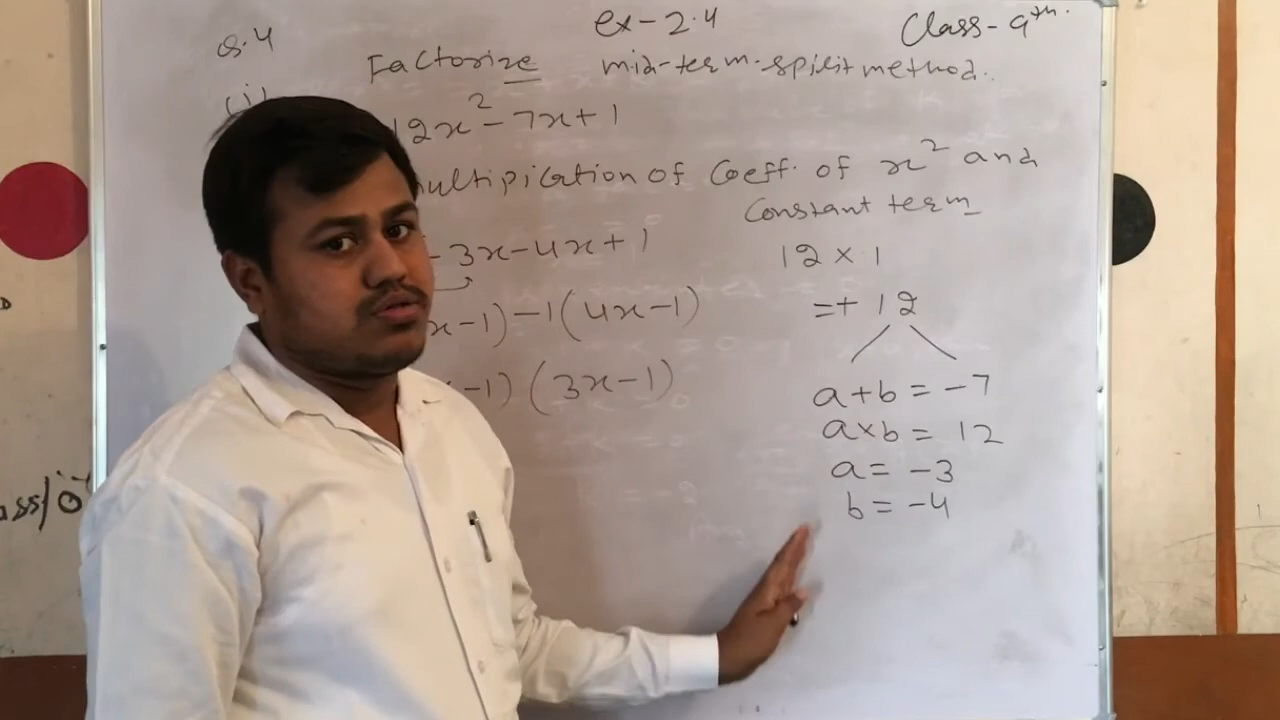 ex-2.4
Class-9th.
Q.4
Factorize mid-term-split method..
(i)
12x²-7x+1
ultipication of Coeff. of x² and
Constant term
-3x-4x+1
12×1
x-1)-1(4x-1)
=+12
-1)(3x-1)
a+b=-7
a×b=12
a=-3
b=-4
ass/